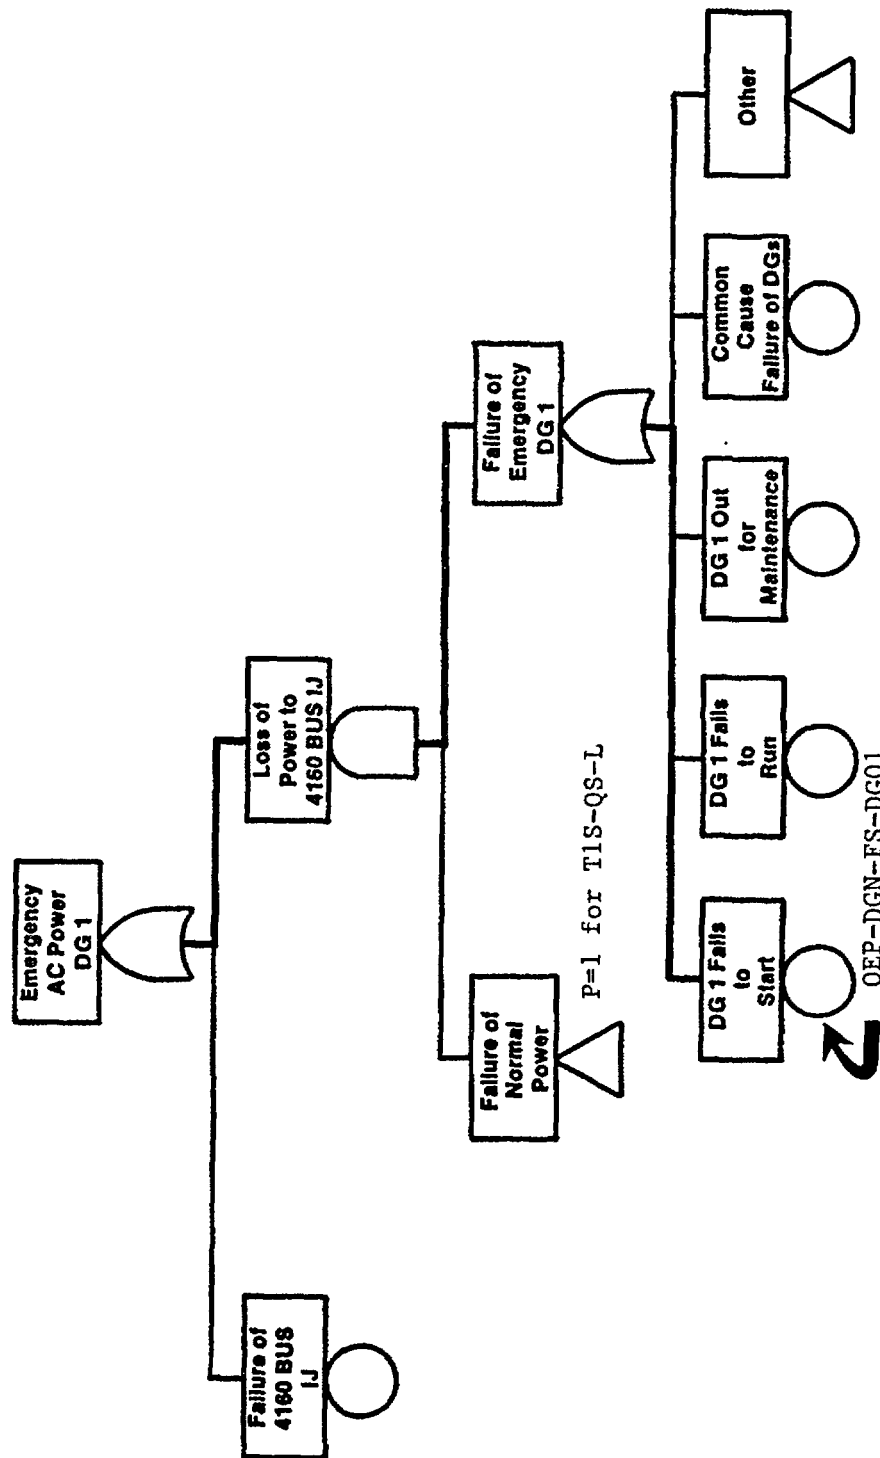 Emergency
AC Power
DG 1
Failure of
4160 BUS
IJ
Loss of
Power to
4160 BUS IJ
Failure of
Normal
Power
P=1 for T1S-QS-L
Failure of
Emergency
DG 1
DG 1 Fails
to
Start
OEP-DGN-FS-DG01
DG 1 Fails
to
Run
DG 1 Out
for
Maintenance
Common
Cause
Failure of DGs
Other